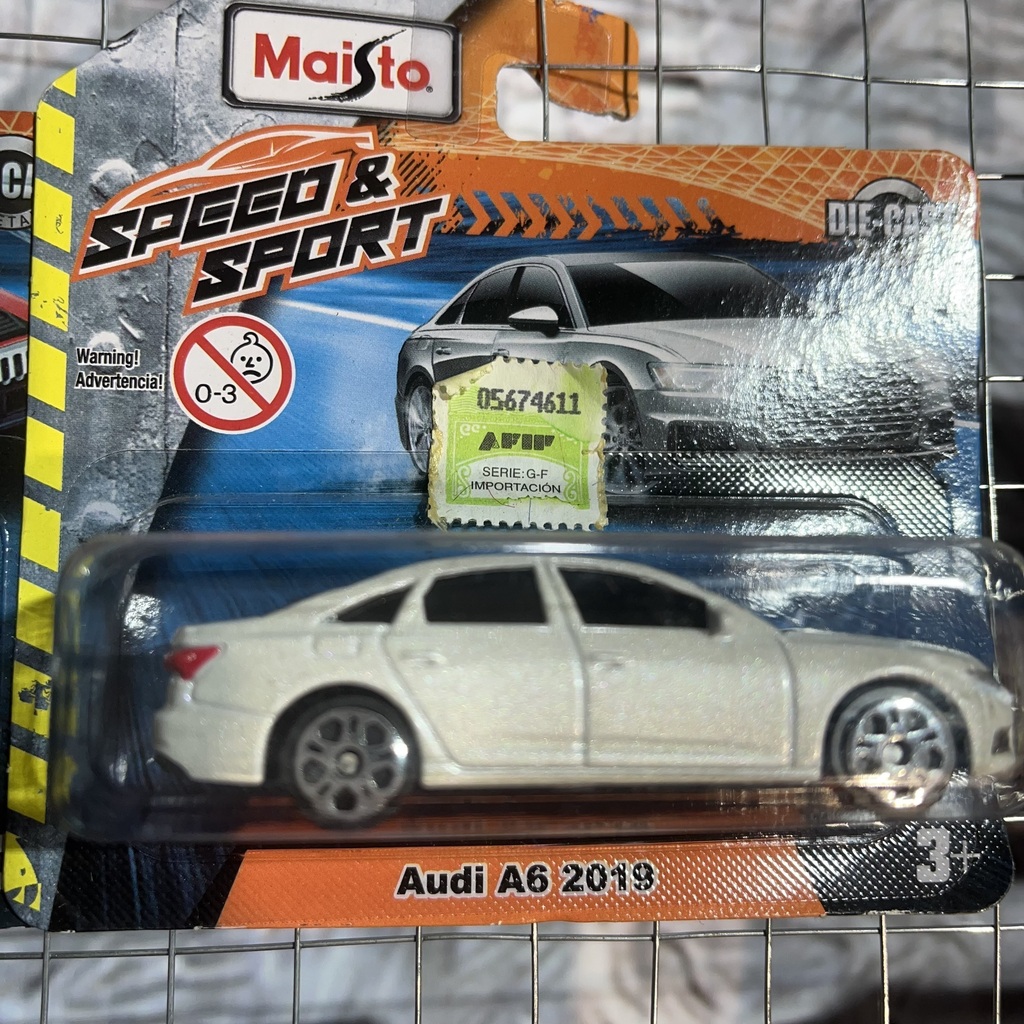 Maisto
SPEED &
SPORT
DIE-CAST
Warning!
Advertencia!
0-3
05674611
AFIP
SERIE: G-F
IMPORTACIÓN
Audi A6 2019
3+